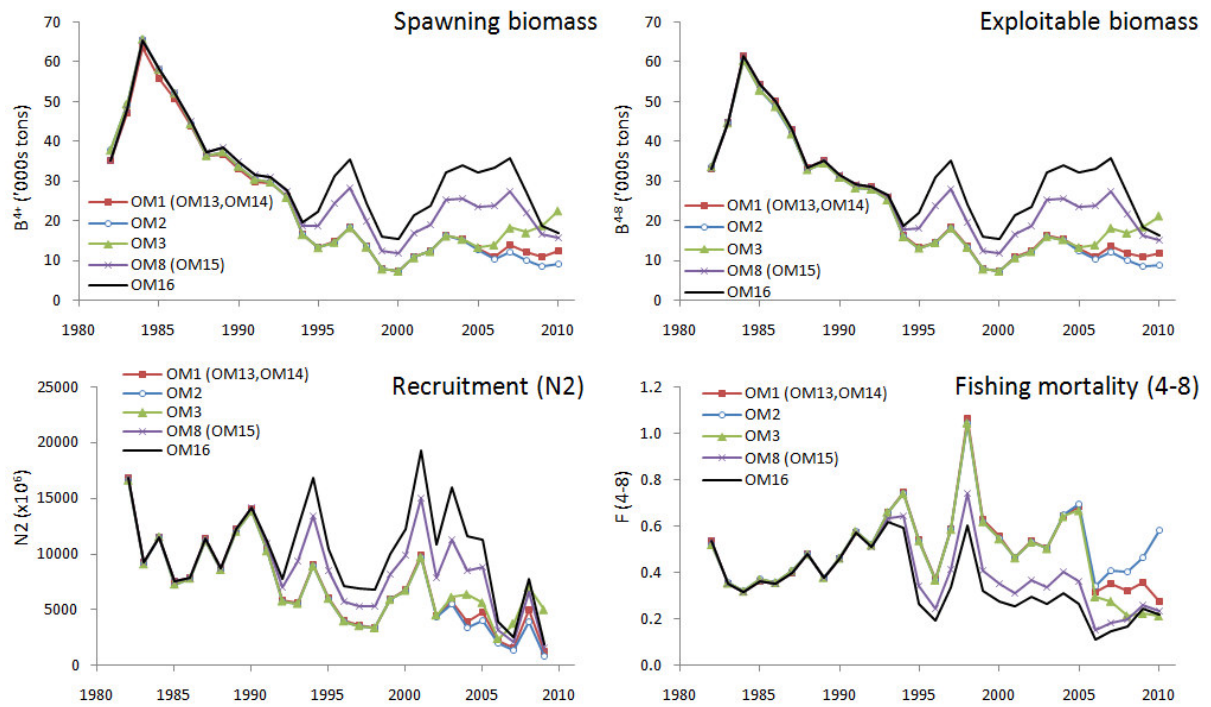 Spawning biomass
70
60
50
40
30
20
10
0
B4+ ('000s tons)
OM1 (OM13,OM14)
OM2
OM3
OM8 (OM15)
OM16
1980 1985 1990 1995 2000 2005 2010
Exploitable biomass
70
60
50
40
30
20
10
0
B4-8 ('000s tons)
OM1 (OM13,OM14)
OM2
OM3
OM8 (OM15)
OM16
1980 1985 1990 1995 2000 2005 2010
Recruitment (N2)
25000
20000
15000
10000
5000
0
N2 (x10⁶)
OM1 (OM13,OM14)
OM2
OM3
OM8 (OM15)
OM16
1980 1985 1990 1995 2000 2005 2010
Fishing mortality (4-8)
1.2
1.0
0.8
0.6
0.4
0.2
0.0
F (4-8)
OM1 (OM13,OM14)
OM2
OM3
OM8 (OM15)
OM16
1980 1985 1990 1995 2000 2005 2010